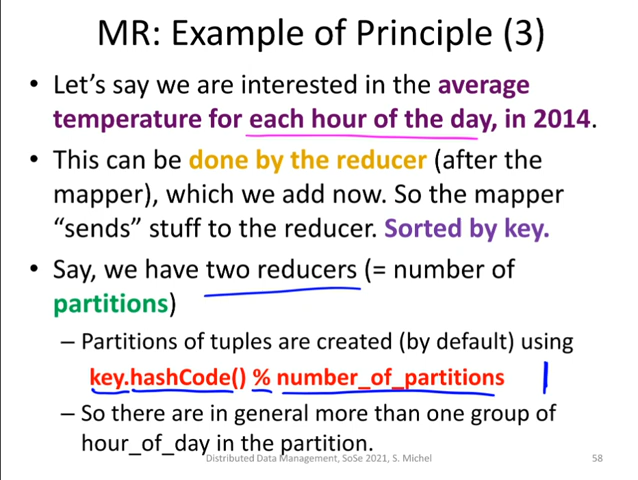 MR: Example of Principle (3)
• Let’s say we are interested in the average
temperature for each hour of the day, in 2014.
• This can be done by the reducer (after the
mapper), which we add now. So the mapper
“sends” stuff to the reducer. Sorted by key.
• Say, we have two reducers (= number of
partitions)
– Partitions of tuples are created (by default) using
key.hashCode() % number_of_partitions
– So there are in general more than one group of
hour_of_day in the partition.
Distributed Data Management, SoSe 2021, S. Michel
58